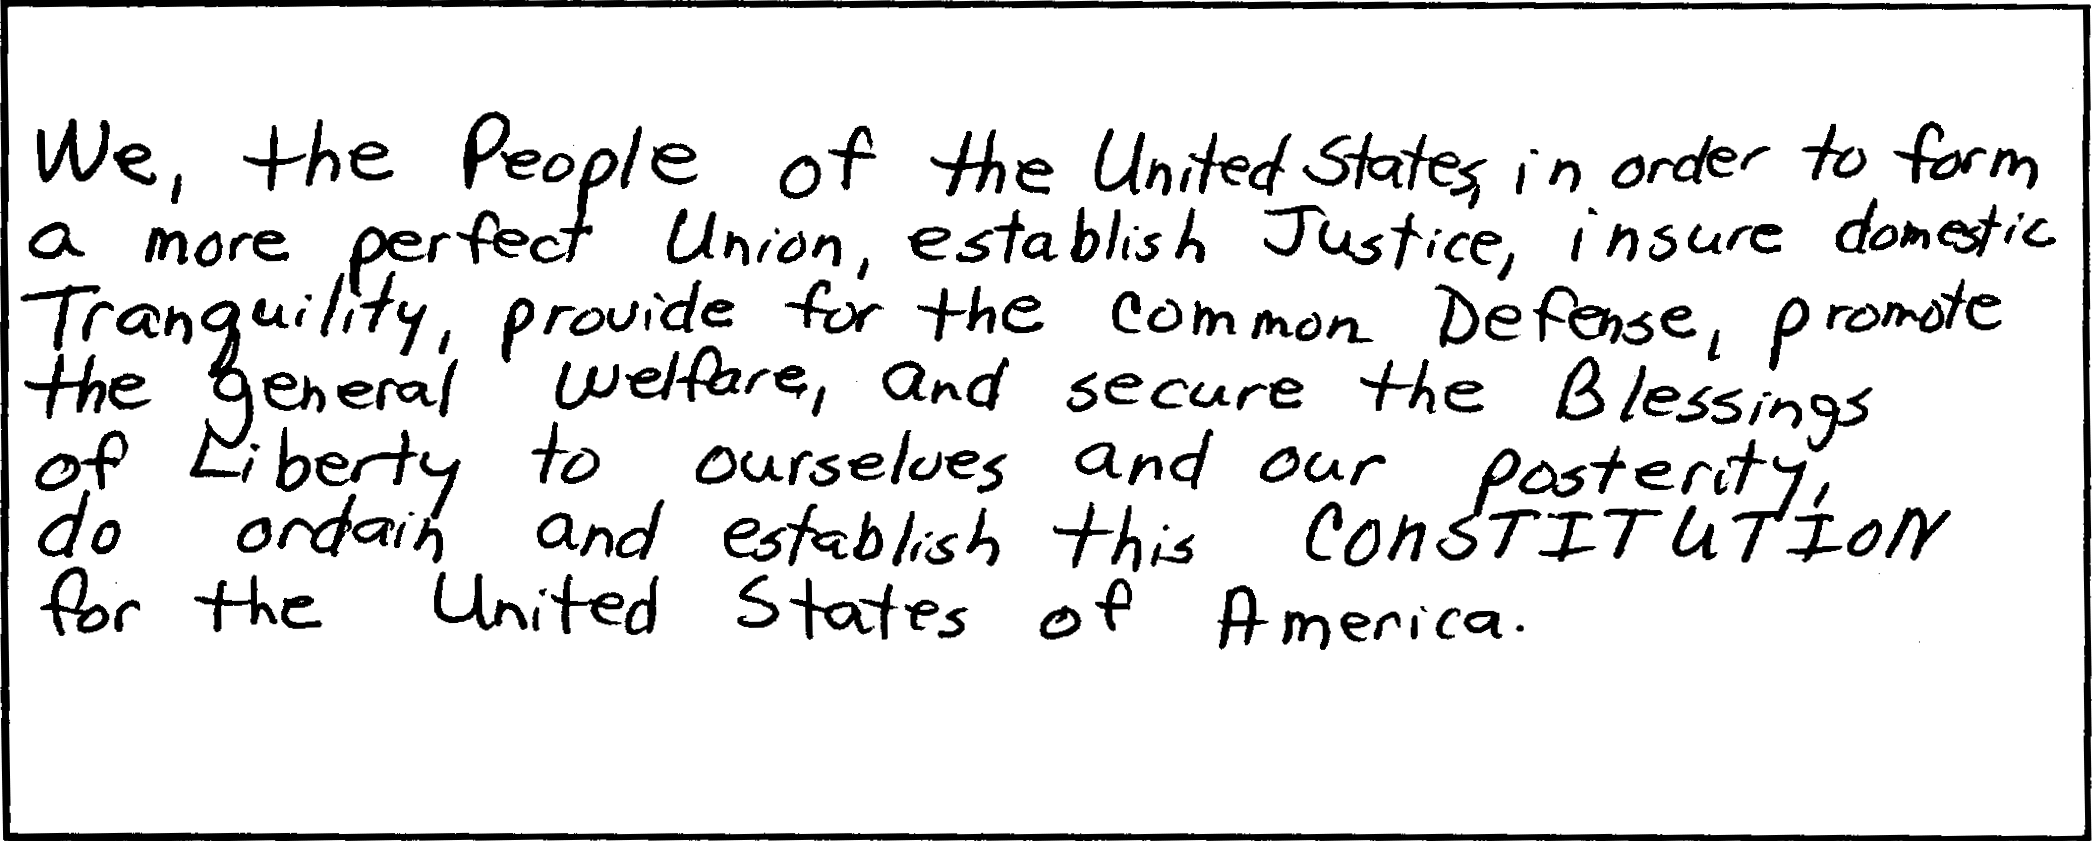 We, the People of the United States, in order to form
a more perfect Union, establish Justice, insure domestic
Tranquility, provide for the common Defense, promote
the general welfare, and secure the Blessings
of Liberty to ourselves and our posterity,
do ordain and establish this CONSTITUTION
for the United States of America.